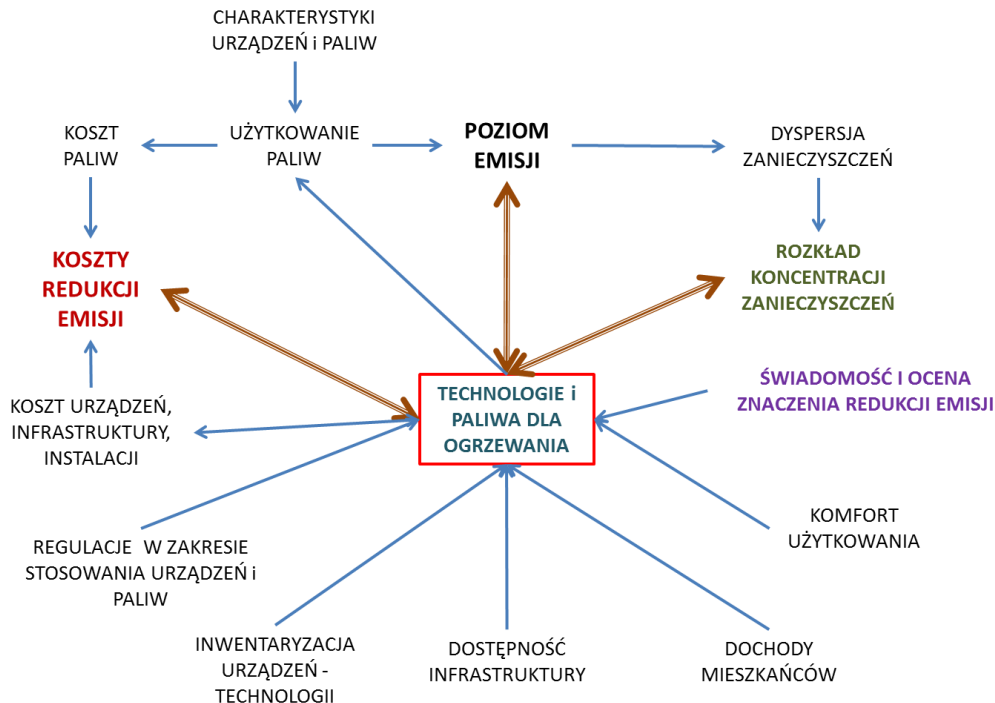 CHARAKTERYSTYKI
URZĄDZEŃ i PALIW
KOSZT
PALIW
UŻYTKOWANIE
PALIW
POZIOM
EMISJI
DYSPERSJA
ZANIECZYSZCZEŃ
KOSZTY
REDUKCJI
EMISJI
ROZKŁAD
KONCENTRACJI
ZANIECZYSZCZEŃ
TECHNOLOGIE i
PALIWA DLA
OGRZEWANIA
ŚWIADOMOŚĆ I OCENA
ZNACZENIA REDUKCJI EMISJI
KOSZT URZĄDZEŃ,
INFRASTRUKTURY,
INSTALACJI
KOMFORT
UŻYTKOWANIA
REGULACJE W ZAKRESIE
STOSOWANIA URZĄDZEŃ i
PALIW
INWENTARYZACJA
URZĄDZEŃ -
TECHNOLOGII
DOSTĘPNOŚĆ
INFRASTRUKTURY
DOCHODY
MIESZKAŃCÓW